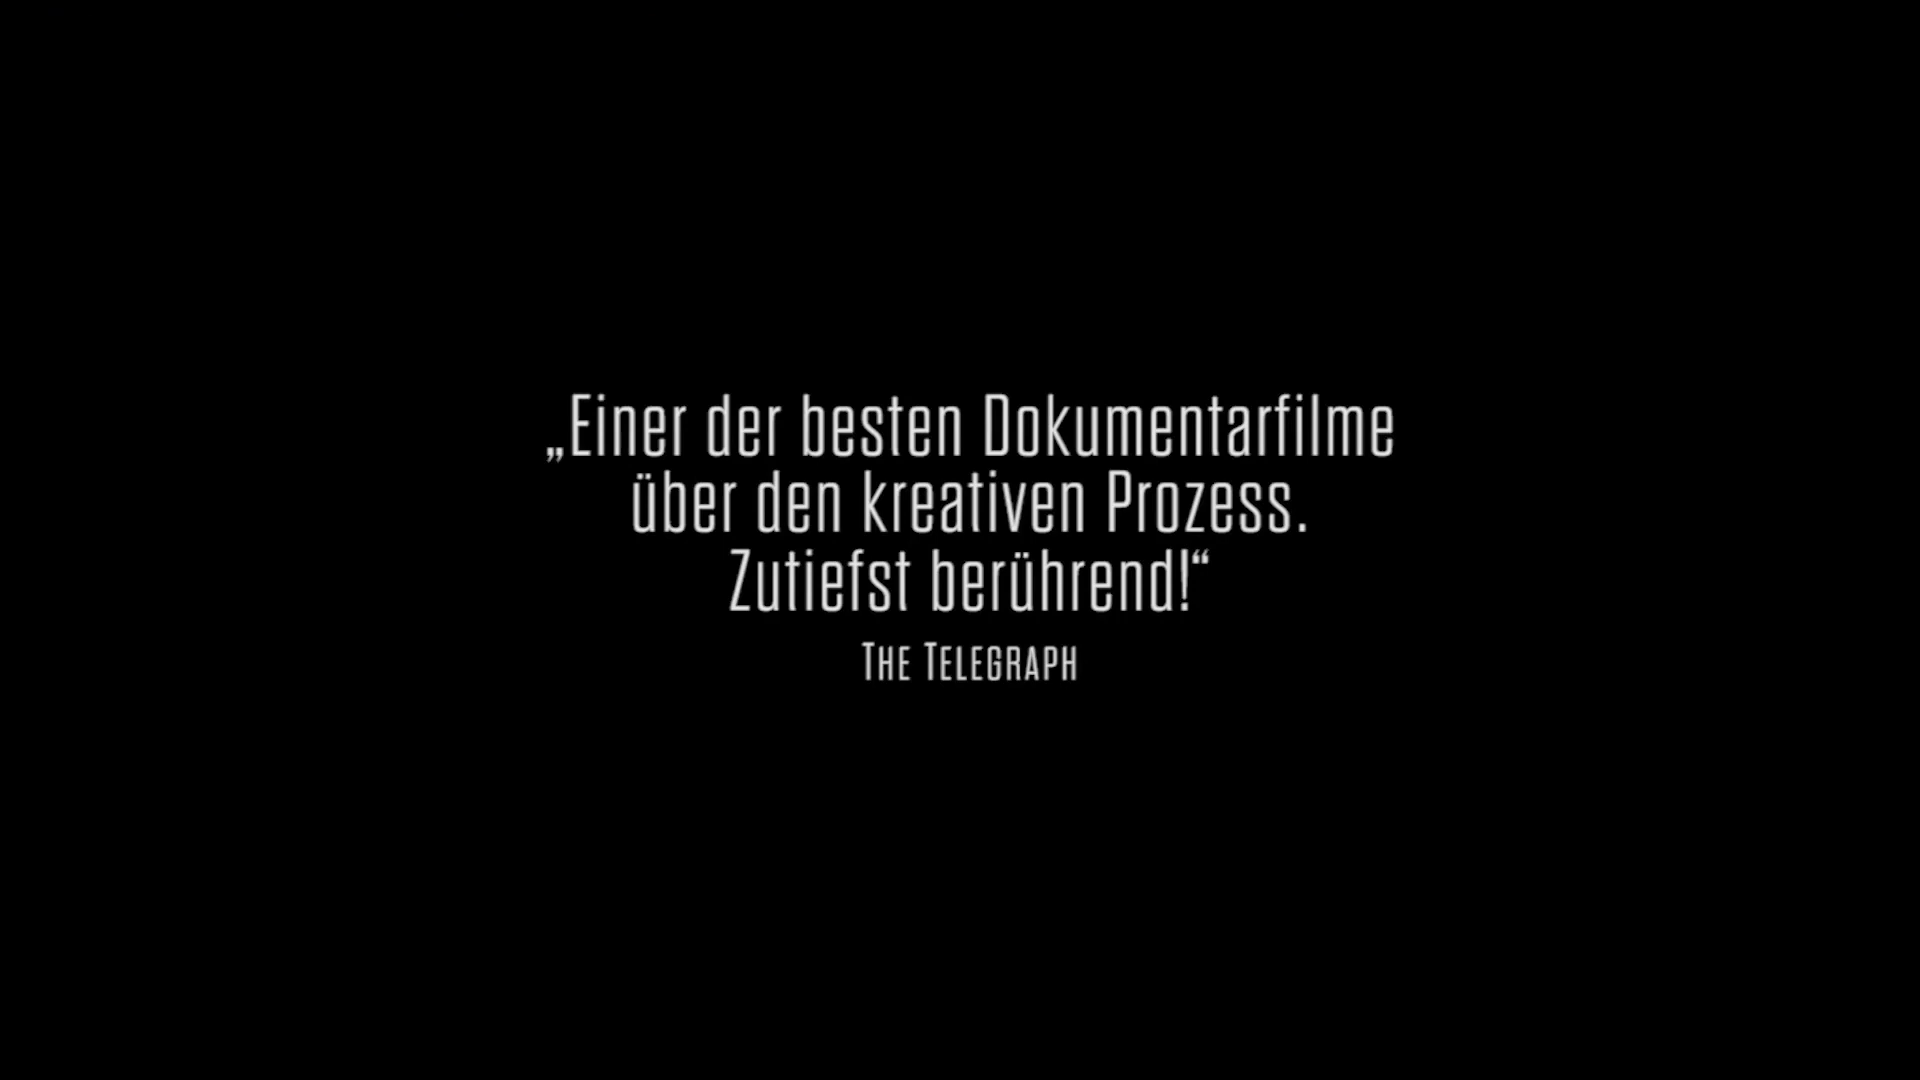 „Einer der besten Dokumentarfilme
über den kreativen Prozess.
Zutiefst berührend!“
THE TELEGRAPH